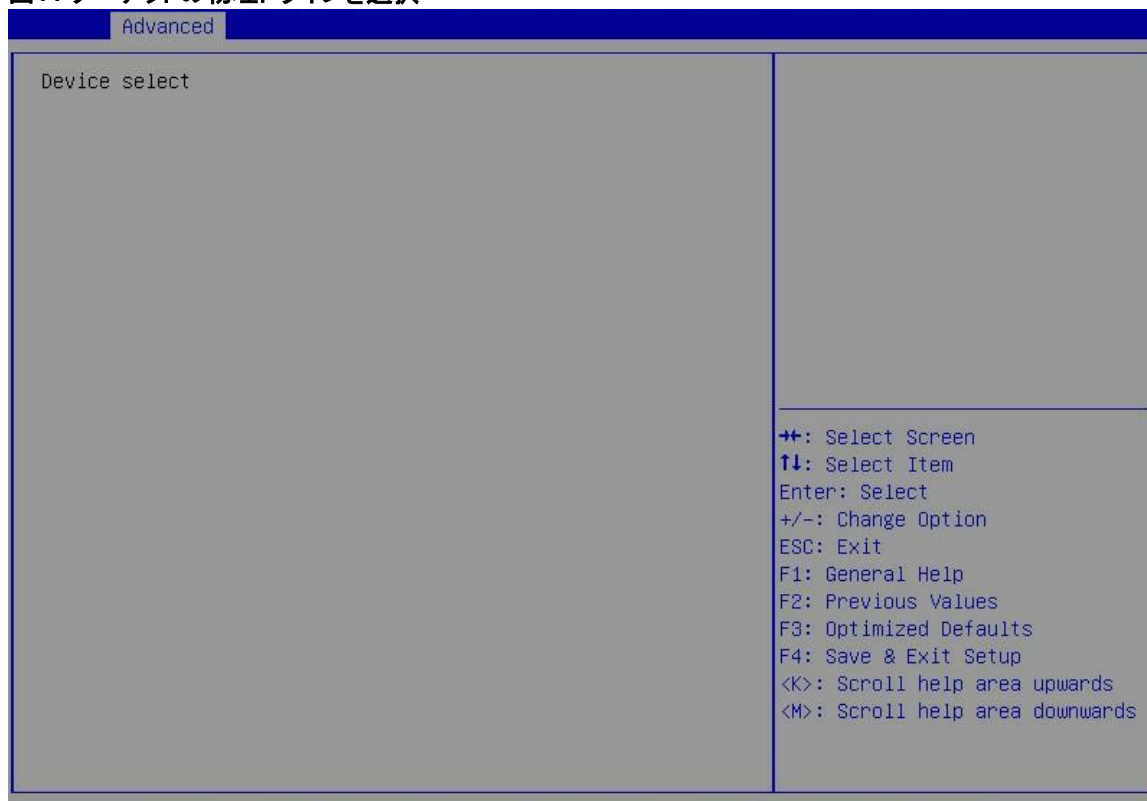 Advanced
Device select
→←: Select Screen
↑↓: Select Item
Enter: Select
+/-: Change Option
ESC: Exit
F1: General Help
F2: Previous Values
F3: Optimized Defaults
F4: Save & Exit Setup
<K>: Scroll help area upwards
<M>: Scroll help area downwards